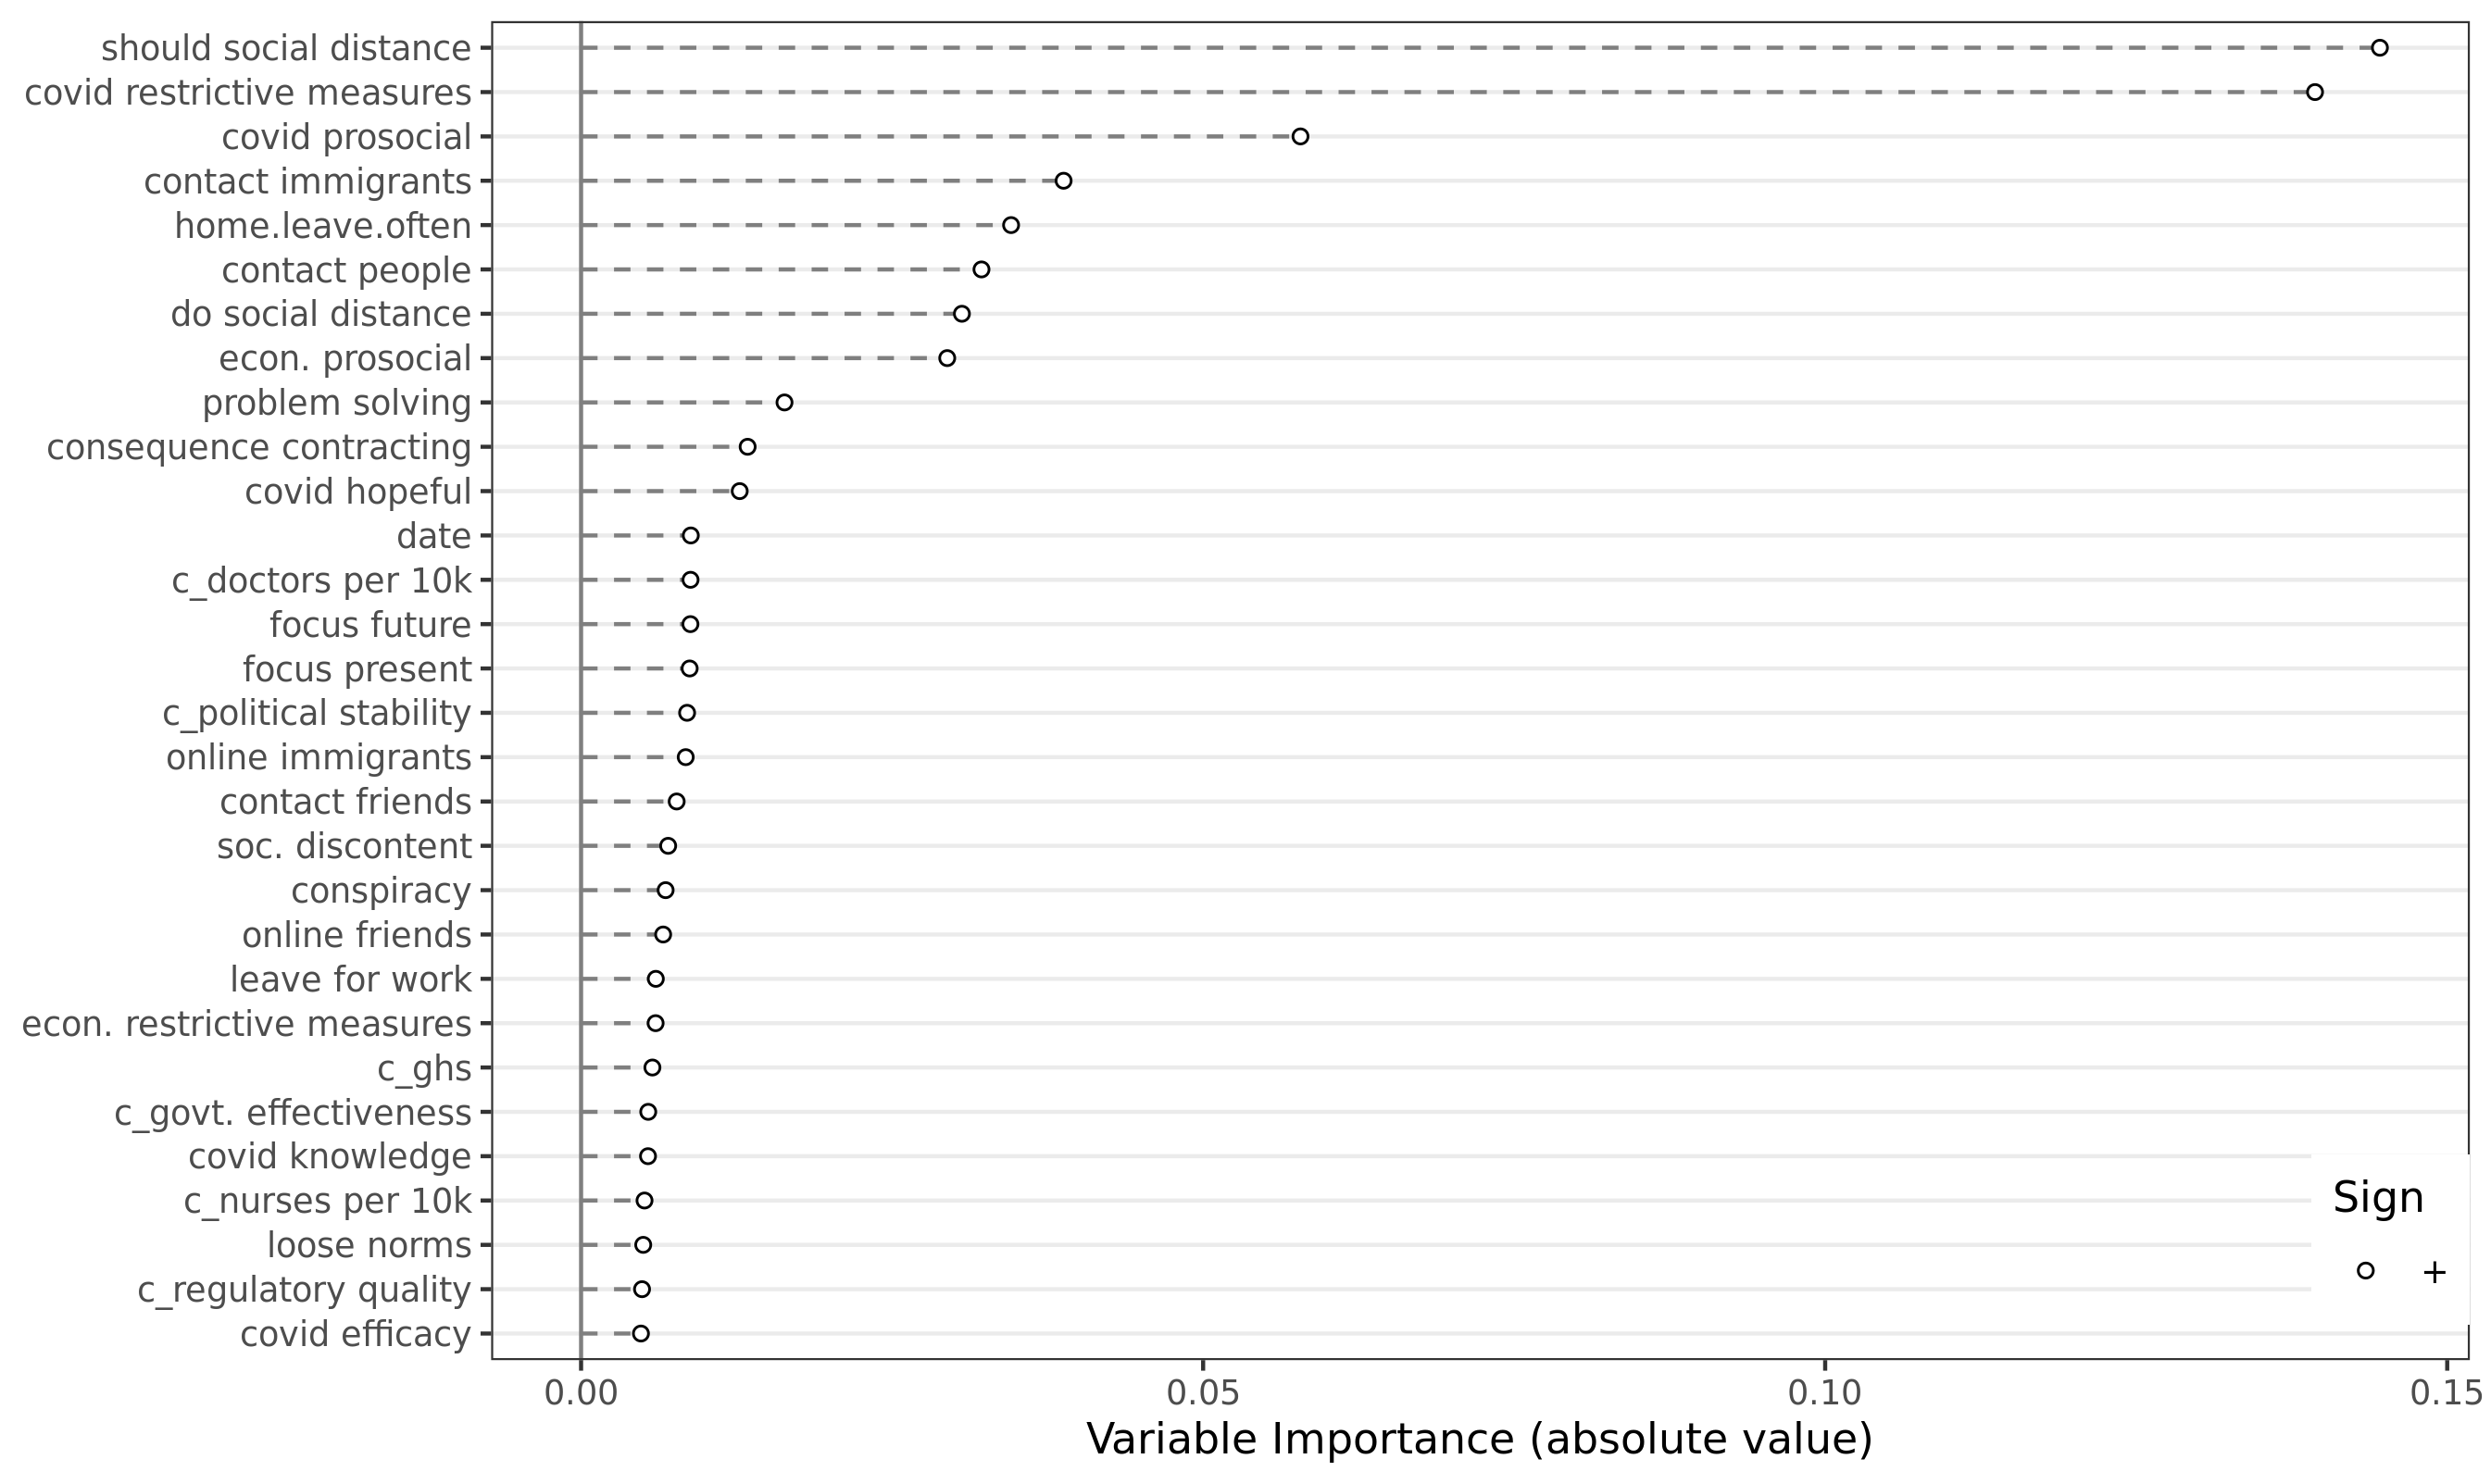 should social distance
covid restrictive measures
covid prosocial
contact immigrants
home.leave.often
contact people
do social distance
econ. prosocial
problem solving
consequence contracting
covid hopeful
date
c_doctors per 10k
focus future
focus present
c_political stability
online immigrants
contact friends
soc. discontent
conspiracy
online friends
leave for work
econ. restrictive measures
c_ghs
c_govt. effectiveness
covid knowledge
c_nurses per 10k
loose norms
c_regulatory quality
covid efficacy
Sign
+
0.00 0.05 0.10 0.15
Variable Importance (absolute value)